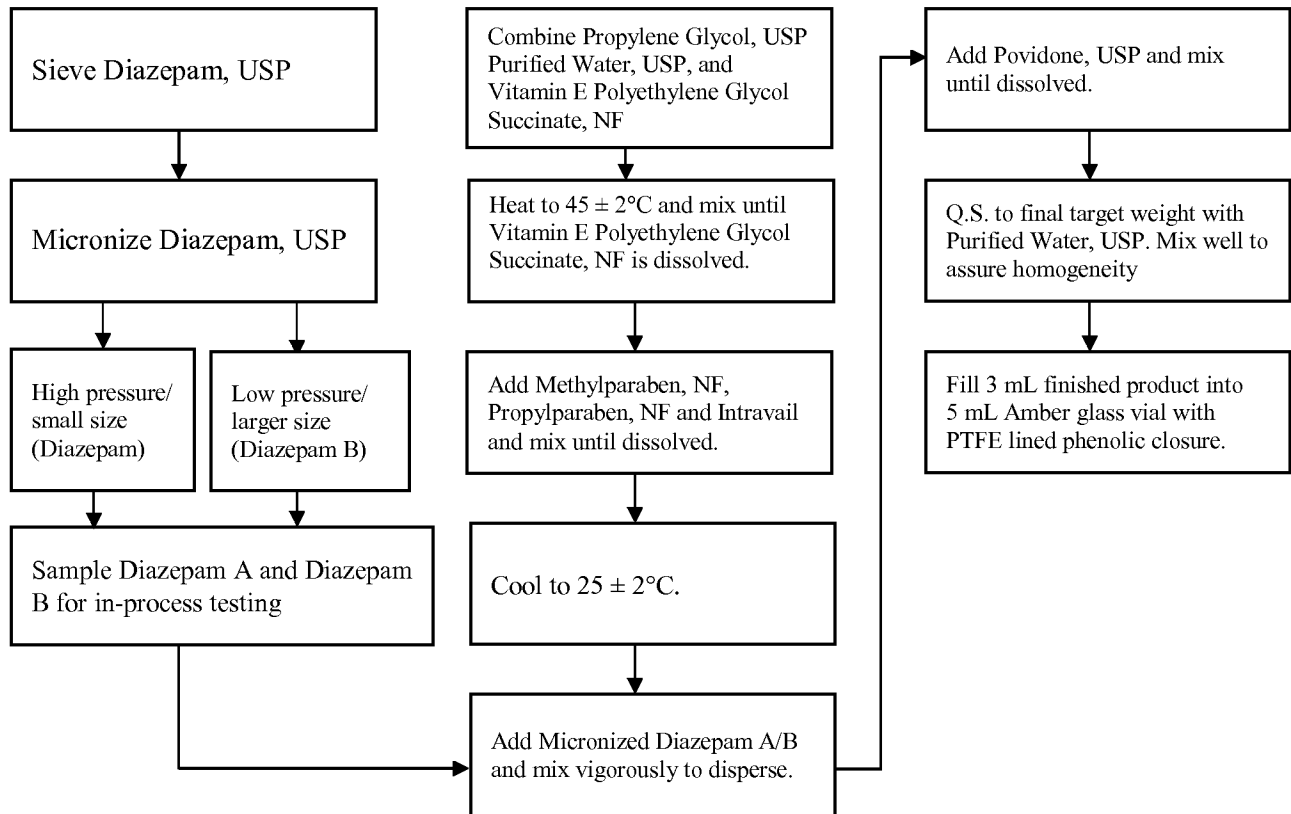 Sieve Diazepam, USP
Micronize Diazepam, USP
High pressure/
small size
(Diazepam)
Low pressure/
larger size
(Diazepam B)
Sample Diazepam A and Diazepam
B for in-process testing
Combine Propylene Glycol, USP
Purified Water, USP, and
Vitamin E Polyethylene Glycol
Succinate, NF
Heat to 45 ± 2°C and mix until
Vitamin E Polyethylene Glycol
Succinate, NF is dissolved.
Add Methylparaben, NF,
Propylparaben, NF and Intravail
and mix until dissolved.
Cool to 25 ± 2°C.
Add Micronized Diazepam A/B
and mix vigorously to disperse.
Add Povidone, USP and mix
until dissolved.
Q.S. to final target weight with
Purified Water, USP. Mix well to
assure homogeneity
Fill 3 mL finished product into
5 mL Amber glass vial with
PTFE lined phenolic closure.